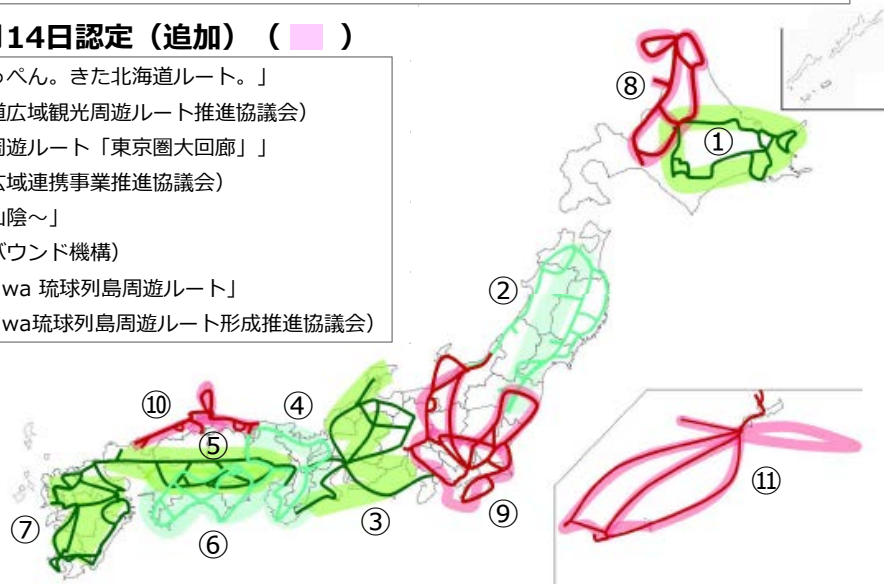 月14日認定（追加）（ ）
っぺん。きた北海道ルート。」
道広域観光周遊ルート推進協議会）
周遊ルート「東京圏大回廊」」
広域連携事業推進協議会）
山陰～」
バウンド機構）
wa 琉球列島周遊ルート」
wa琉球列島周遊ルート形成推進協議会）
⑧
①
②
⑩
④
⑤
⑦
⑥
③
⑨
⑪